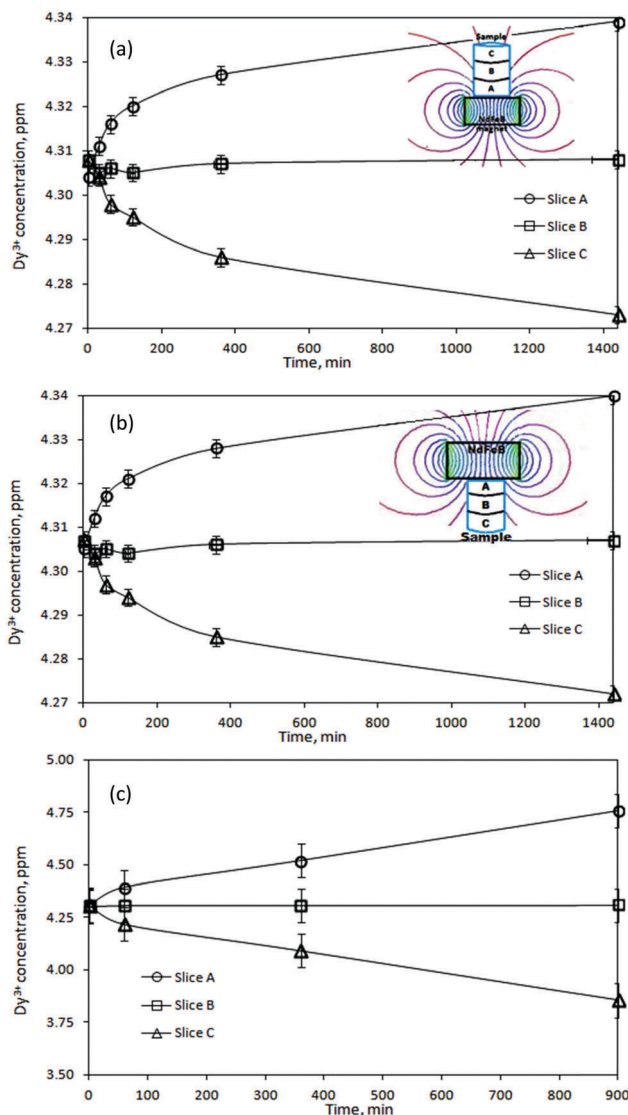 4.34
(a)
Sample
C
B
A
NdFeB
magnet
4.33
4.32
4.31
4.30
4.29
4.28
4.27
Dy³⁺ concentration, ppm
Slice A
Slice B
Slice C
0 200 400 600 800 1000 1200 1400
Time, min
4.34
(b)
NdFeB
A
B
C
Sample
4.33
4.32
4.31
4.30
4.29
4.28
4.27
Dy³⁺ concentration, ppm
Slice A
Slice B
Slice C
0 200 400 600 800 1000 1200 1400
Time, min
5.00
(c)
4.75
4.50
4.25
4.00
3.75
3.50
Dy³⁺ concentration, ppm
Slice A
Slice B
Slice C
0 100 200 300 400 500 600 700 800 900
Time, min